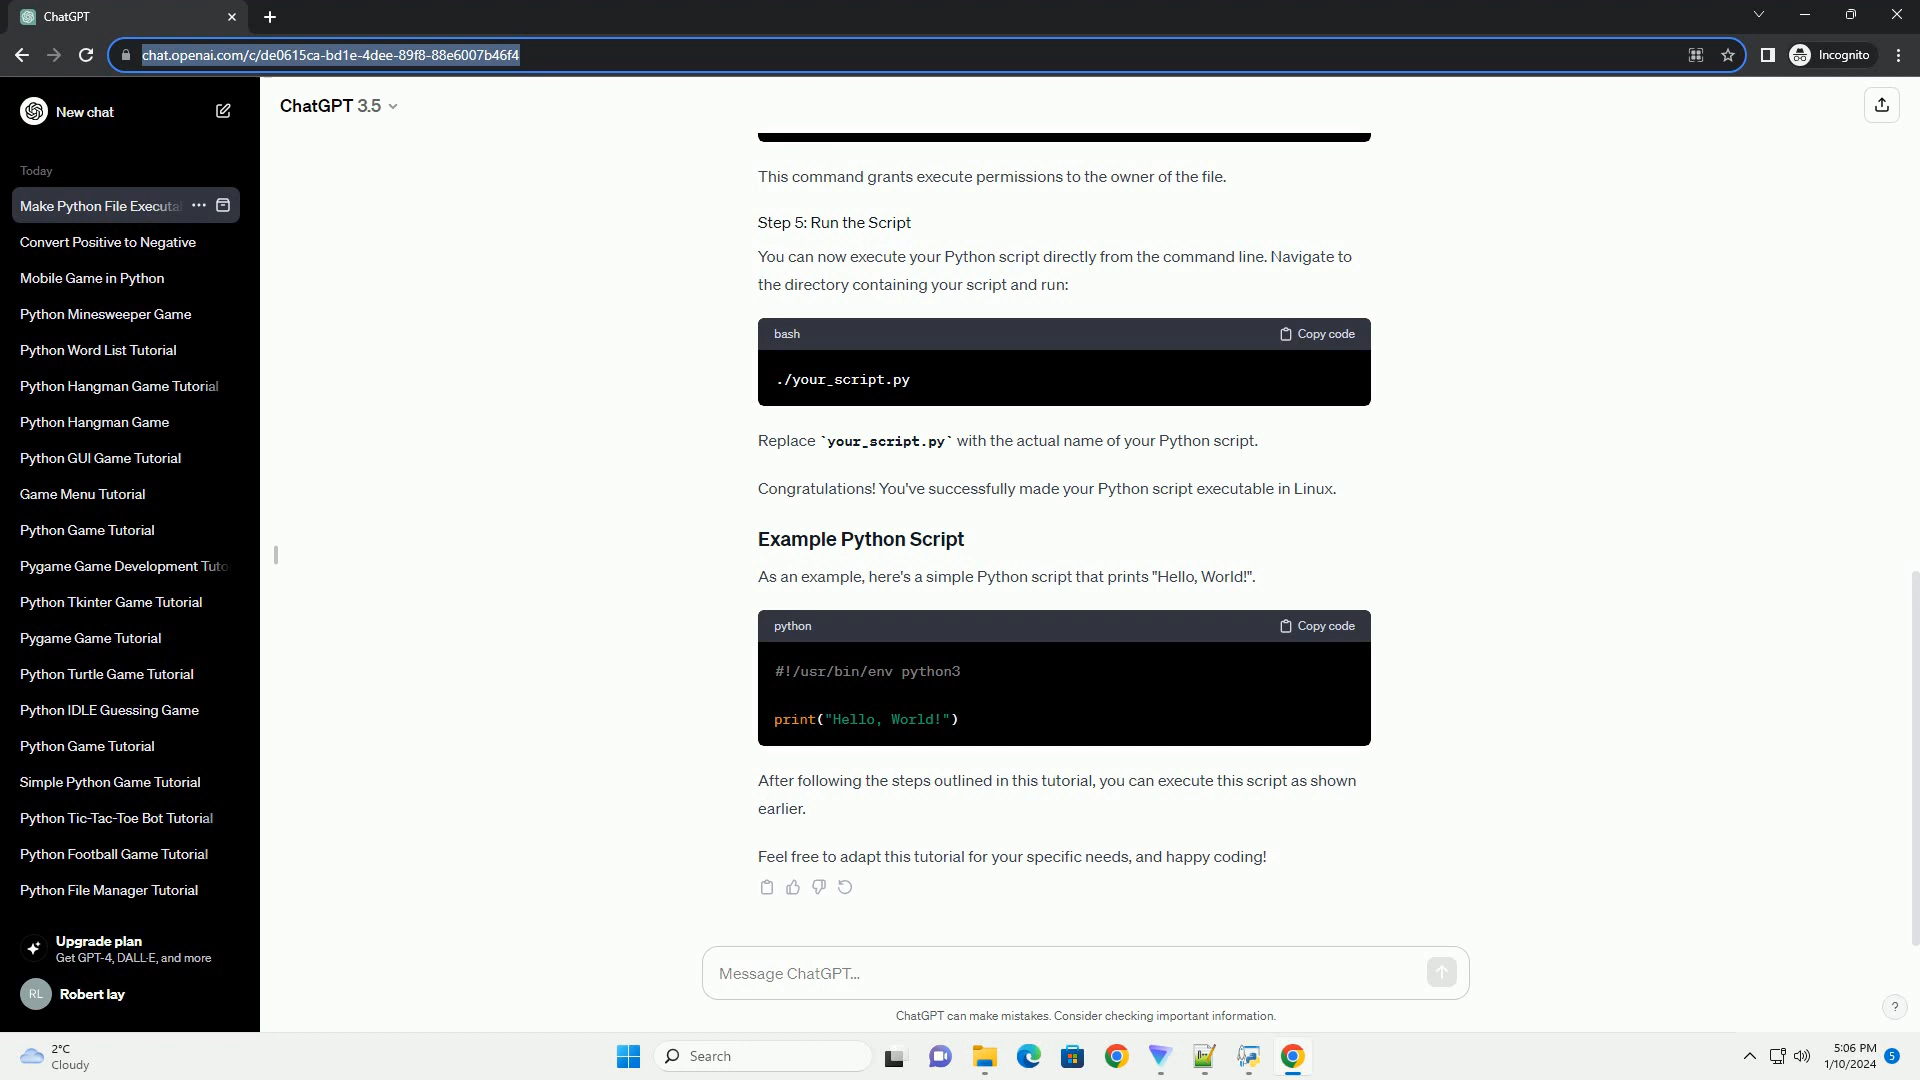 ChatGPT
chat.openai.com/c/de0615ca-bd1e-4dee-89f8-88e6007b46f4
Incognito
New chat
Today
Make Python File Executa
Convert Positive to Negative
Mobile Game in Python
Python Minesweeper Game
Python Word List Tutorial
Python Hangman Game Tutorial
Python Hangman Game
Python GUI Game Tutorial
Game Menu Tutorial
Python Game Tutorial
Pygame Game Development Tuto
Python Tkinter Game Tutorial
Pygame Game Tutorial
Python Turtle Game Tutorial
Python IDLE Guessing Game
Python Game Tutorial
Simple Python Game Tutorial
Python Tic-Tac-Toe Bot Tutorial
Python Football Game Tutorial
Python File Manager Tutorial
Upgrade plan
Get GPT-4, DALL·E, and more
RL Robert lay
ChatGPT 3.5
This command grants execute permissions to the owner of the file.
Step 5: Run the Script
You can now execute your Python script directly from the command line. Navigate to
the directory containing your script and run:
bash Copy code
./your_script.py
Replace `your_script.py` with the actual name of your Python script.
Congratulations! You've successfully made your Python script executable in Linux.
Example Python Script
As an example, here's a simple Python script that prints "Hello, World!".
python Copy code
#!/usr/bin/env python3
print("Hello, World!")
After following the steps outlined in this tutorial, you can execute this script as shown
earlier.
Feel free to adapt this tutorial for your specific needs, and happy coding!
Message ChatGPT...
ChatGPT can make mistakes. Consider checking important information.
?
2°C
Cloudy
Search
5:06 PM
1/10/2024
5